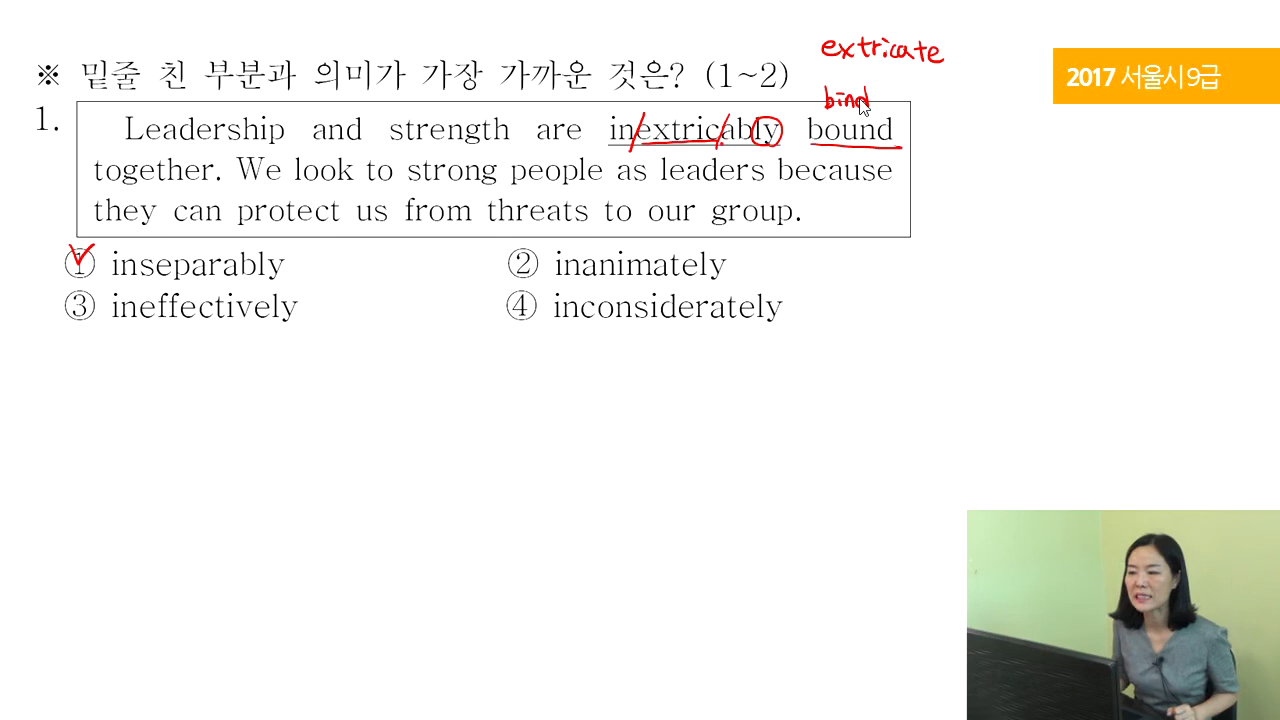 extricate
※ 밑줄 친 부분과 의미가 가장 가까운 것은? (1~2)
2017 서울시 9급
bind
1. Leadership and strength are inextricably bound
together. We look to strong people as leaders because
they can protect us from threats to our group.
① inseparably ② inanimately
③ ineffectively ④ inconsiderately